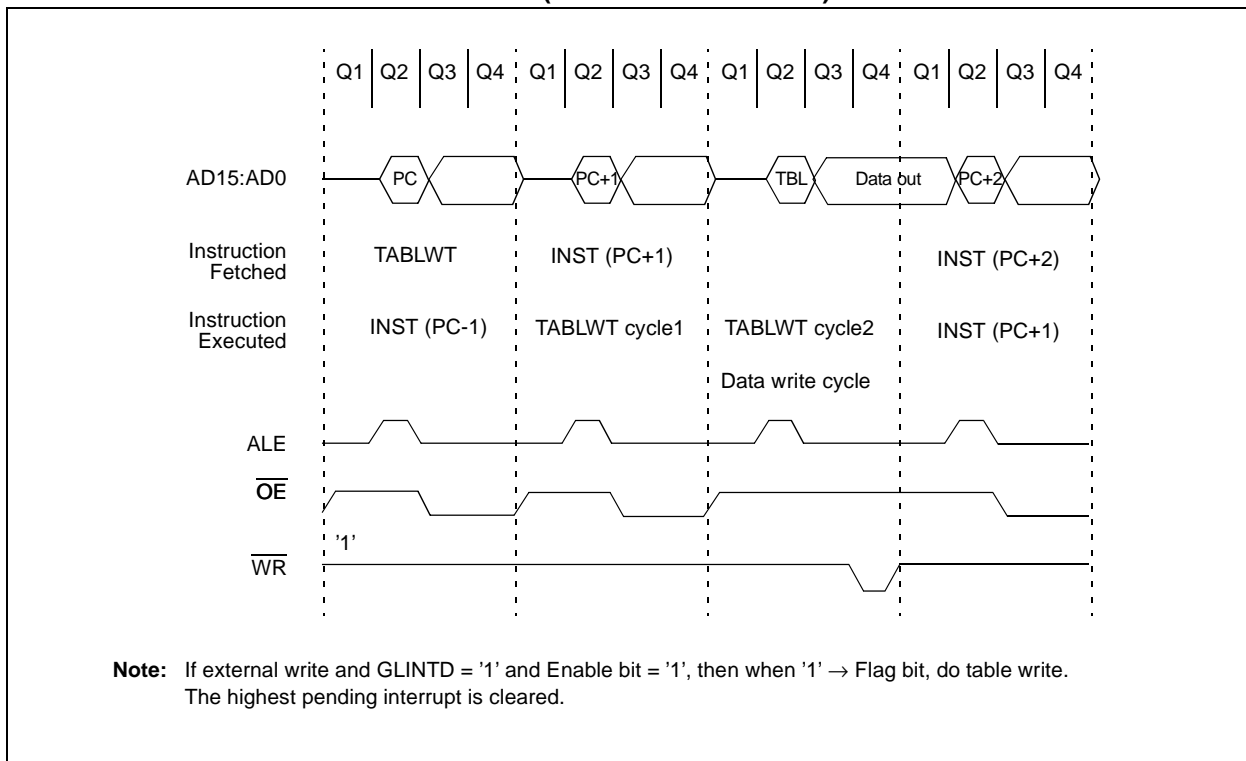 Q1 Q2 Q3 Q4 Q1 Q2 Q3 Q4 Q1 Q2 Q3 Q4 Q1 Q2 Q3 Q4
AD15:AD0 PC PC+1 TBL Data out PC+2
Instruction Fetched TABLWT INST (PC+1) INST (PC+2)
Instruction Executed INST (PC-1) TABLWT cycle1 TABLWT cycle2 INST (PC+1)
Data write cycle
ALE
OE
'1'
WR
Note: If external write and GLINTD = '1' and Enable bit = '1', then when '1' → Flag bit, do table write.
The highest pending interrupt is cleared.